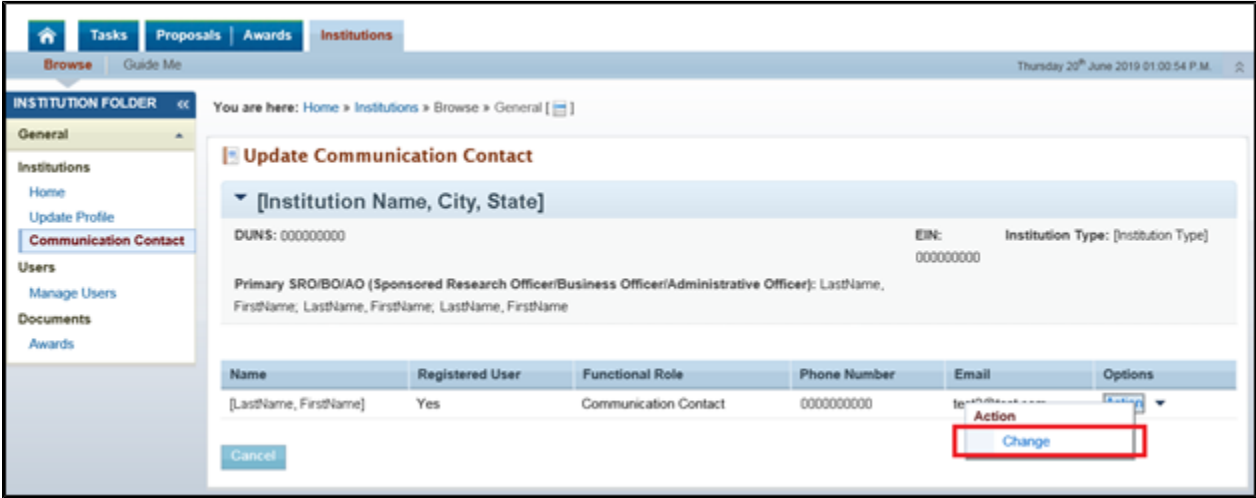 Tasks Proposals | Awards Institutions
Browse Guide Me
Thursday 20th June 2019 01:00:54 P.M.
INSTITUTION FOLDER «
General
Institutions
Home
Update Profile
Communication Contact
Users
Manage Users
Documents
Awards
You are here: Home » Institutions » Browse » General [ ]
Update Communication Contact
[Institution Name, City, State]
DUNS: 000000000 EIN: Institution Type: [Institution Type]
000000000
Primary SRO/BO/AO (Sponsored Research Officer/Business Officer/Administrative Officer): LastName,
FirstName; LastName, FirstName; LastName, FirstName
Name Registered User Functional Role Phone Number Email Options
[LastName, FirstName] Yes Communication Contact 0000000000 Action
Action
Change
Cancel